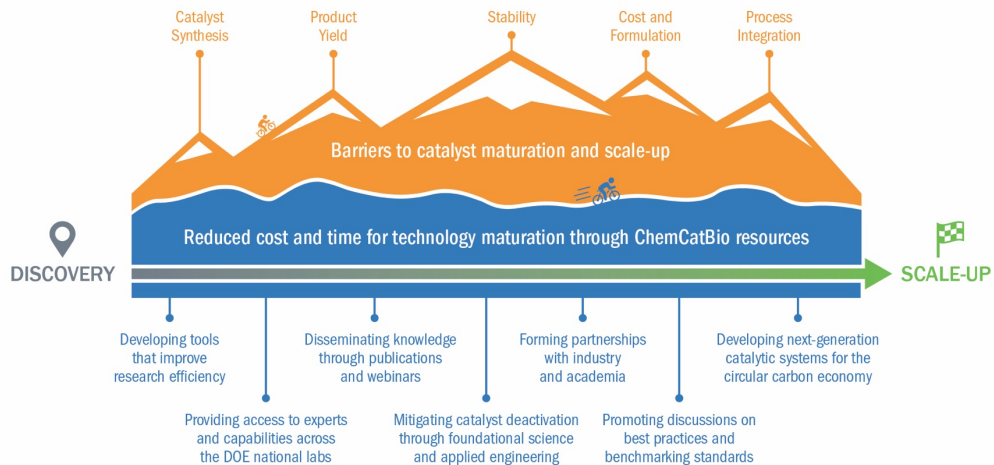 Catalyst
Synthesis
Product
Yield
Stability
Cost and
Formulation
Process
Integration
Barriers to catalyst maturation and scale-up
Reduced cost and time for technology maturation through ChemCatBio resources
DISCOVERY
SCALE-UP
Developing tools
that improve
research efficiency
Disseminating knowledge
through publications
and webinars
Forming partnerships
with industry
and academia
Developing next-generation
catalytic systems for the
circular carbon economy
Providing access to experts
and capabilities across
the DOE national labs
Mitigating catalyst deactivation
through foundational science
and applied engineering
Promoting discussions on
best practices and
benchmarking standards